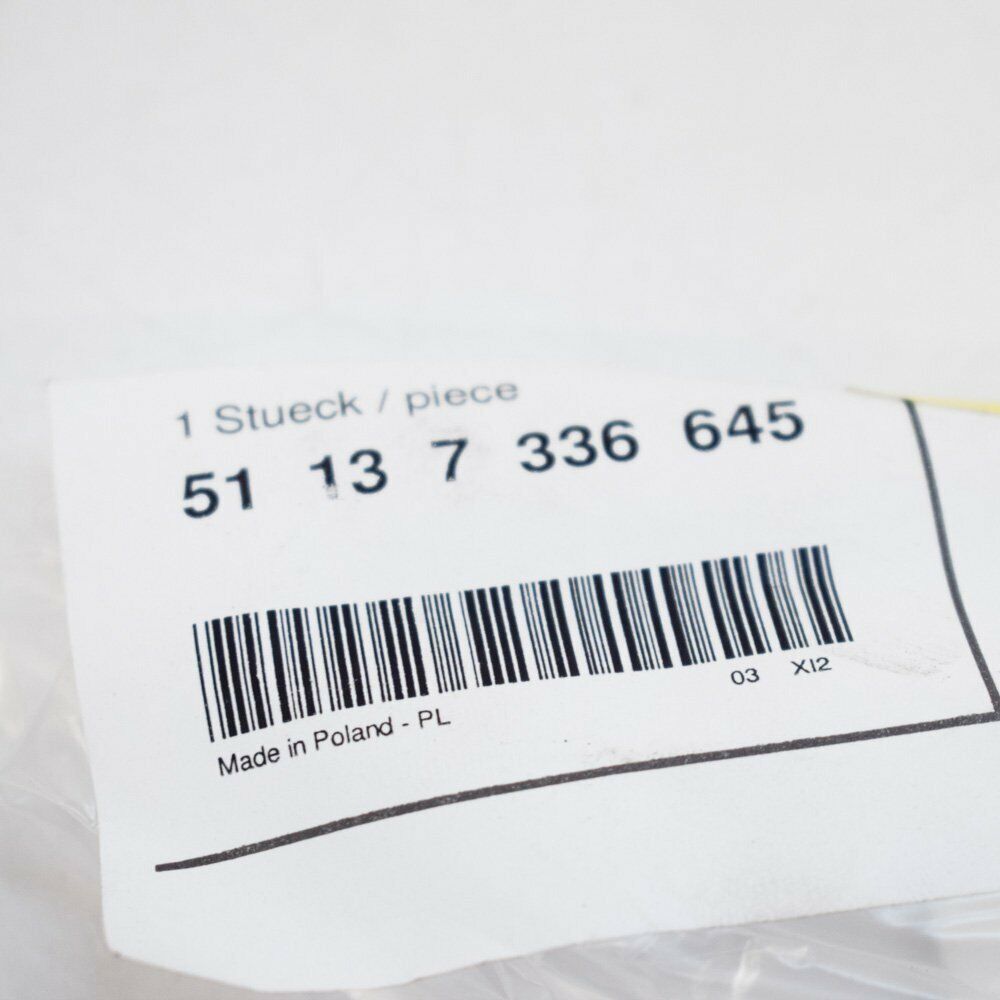 1 Stueck / piece
51 13 7 336 645
03 XI2
Made in Poland - PL